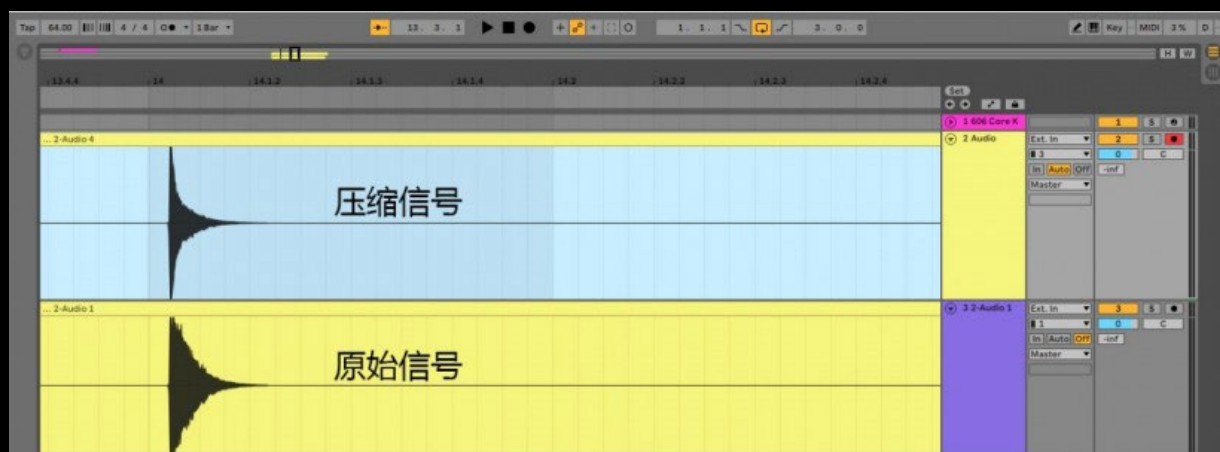 Tap 64.00 4 / 4 1 Bar 13. 3. 1 1. 1. 1 3. 0. 0 Key MIDI 3 % D
H W
13.4.4 14 14.1.2 14.1.3 14.1.4 14.2 14.2.2 14.2.3 14.2.4
Set
1 606 Core K 1 S
... 2-Audio 4 2 Audio Ext. In 2 S
3 0 C
In Auto Off -inf
Master
压缩信号
... 2-Audio 1 3 2-Audio 1 Ext. In 3 S
1 0 C
In Auto Off -inf
Master
原始信号